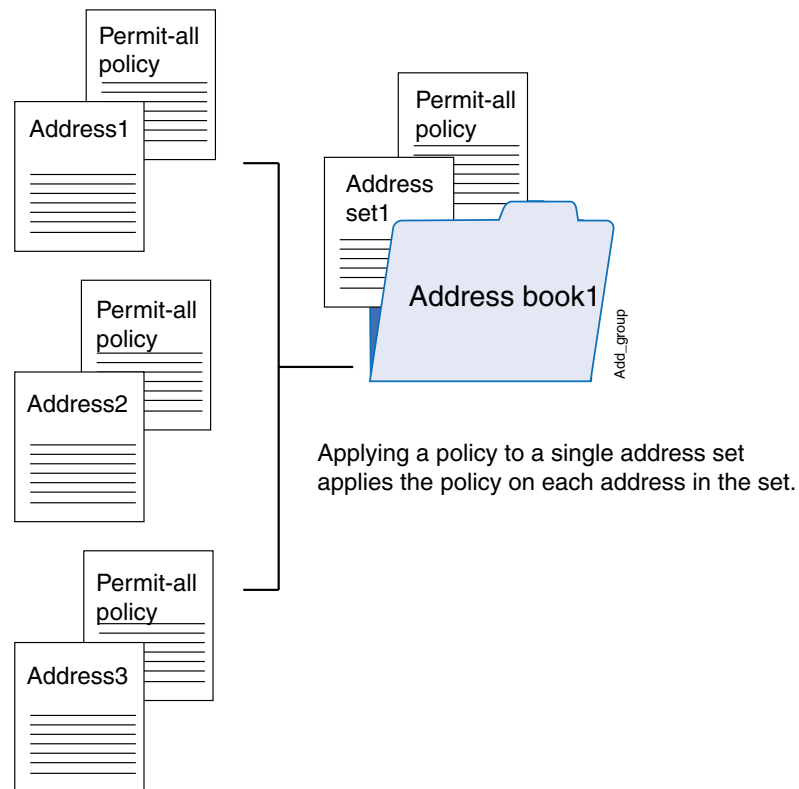 Permit-all
policy
Address1
Permit-all
policy
Address2
Permit-all
policy
Address3
Permit-all
policy
Address
set1
Address book1
Add_group
Applying a policy to a single address set
applies the policy on each address in the set.